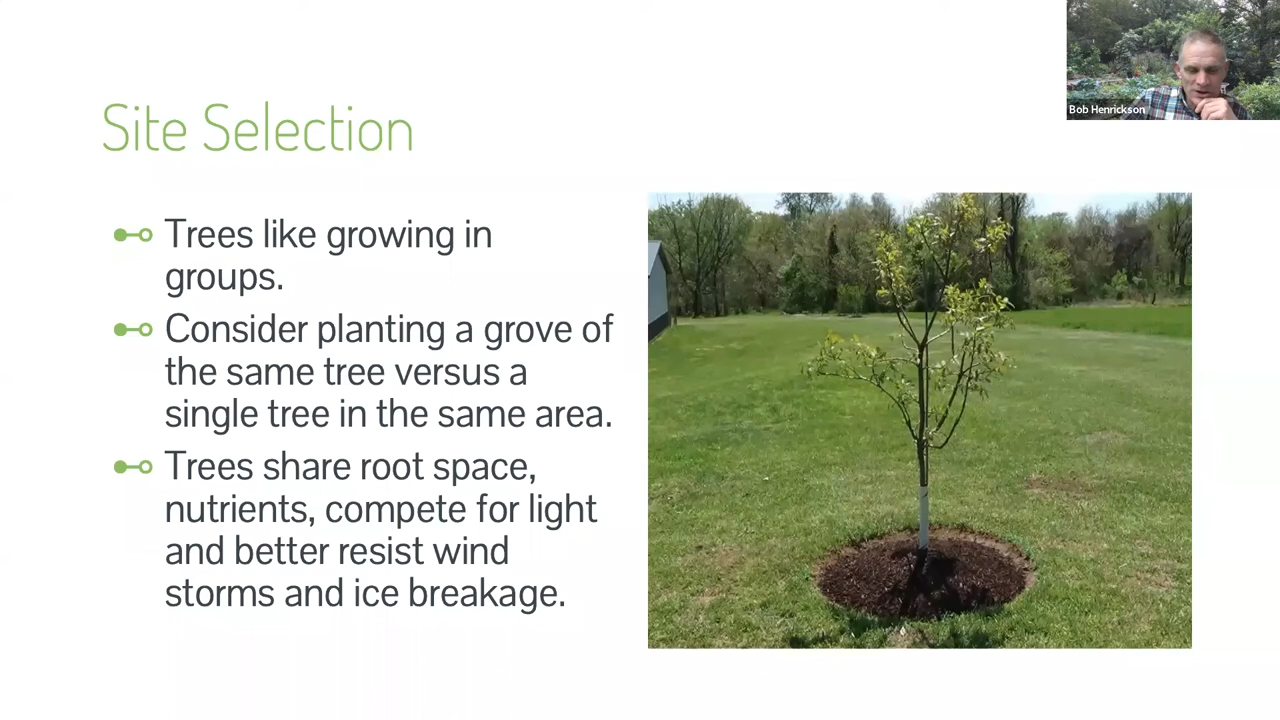 Bob Henrickson
Site Selection
Trees like growing in
groups.
Consider planting a grove of
the same tree versus a
single tree in the same area.
Trees share root space,
nutrients, compete for light
and better resist wind
storms and ice breakage.